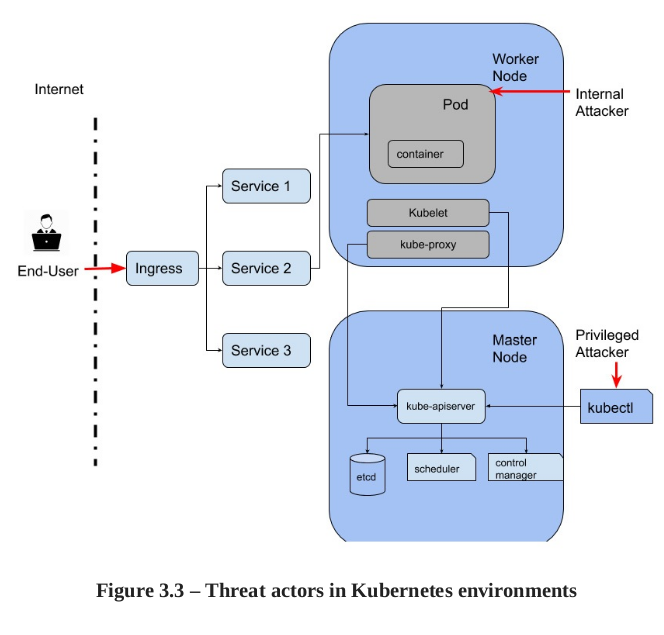 Internet
Worker
Node
Internal
Attacker
Pod
container
Service 1
Kubelet
End-User
Ingress
Service 2
kube-proxy
Service 3
Master
Node
Privileged
Attacker
kube-apiserver
kubectl
etcd
scheduler
control
manager
Figure 3.3 – Threat actors in Kubernetes environments